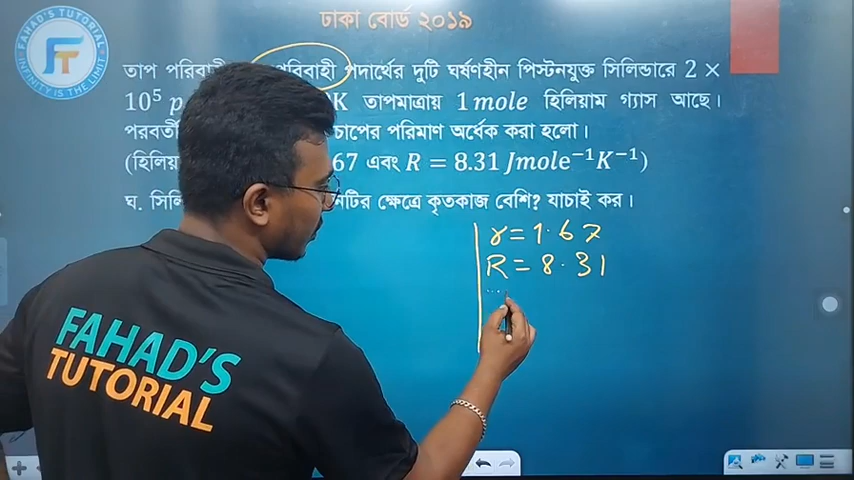 ঢাকা বোর্ড ২০১৯
FAHAD'S TUTORIAL
FT
INFINITY IS THE LIMIT
তাপ পরিবাহী পরিবাহী পদার্থের দুটি ঘর্ষণহীন পিস্টনযুক্ত সিলিন্ডারে 2 ×
10⁵ K তাপমাত্রায় 1 mole হিলিয়াম গ্যাস আছে।
চাপের পরিমাণ অর্ধেক করা হলো।
(হিলি 67 এবং R = 8.31 Jmole⁻¹K⁻¹)
ঘ. ক্ষেত্রে কৃতকাজ বেশি? যাচাই কর।
γ = 1.67
R = 8.31
FAHAD'S
TUTORIAL